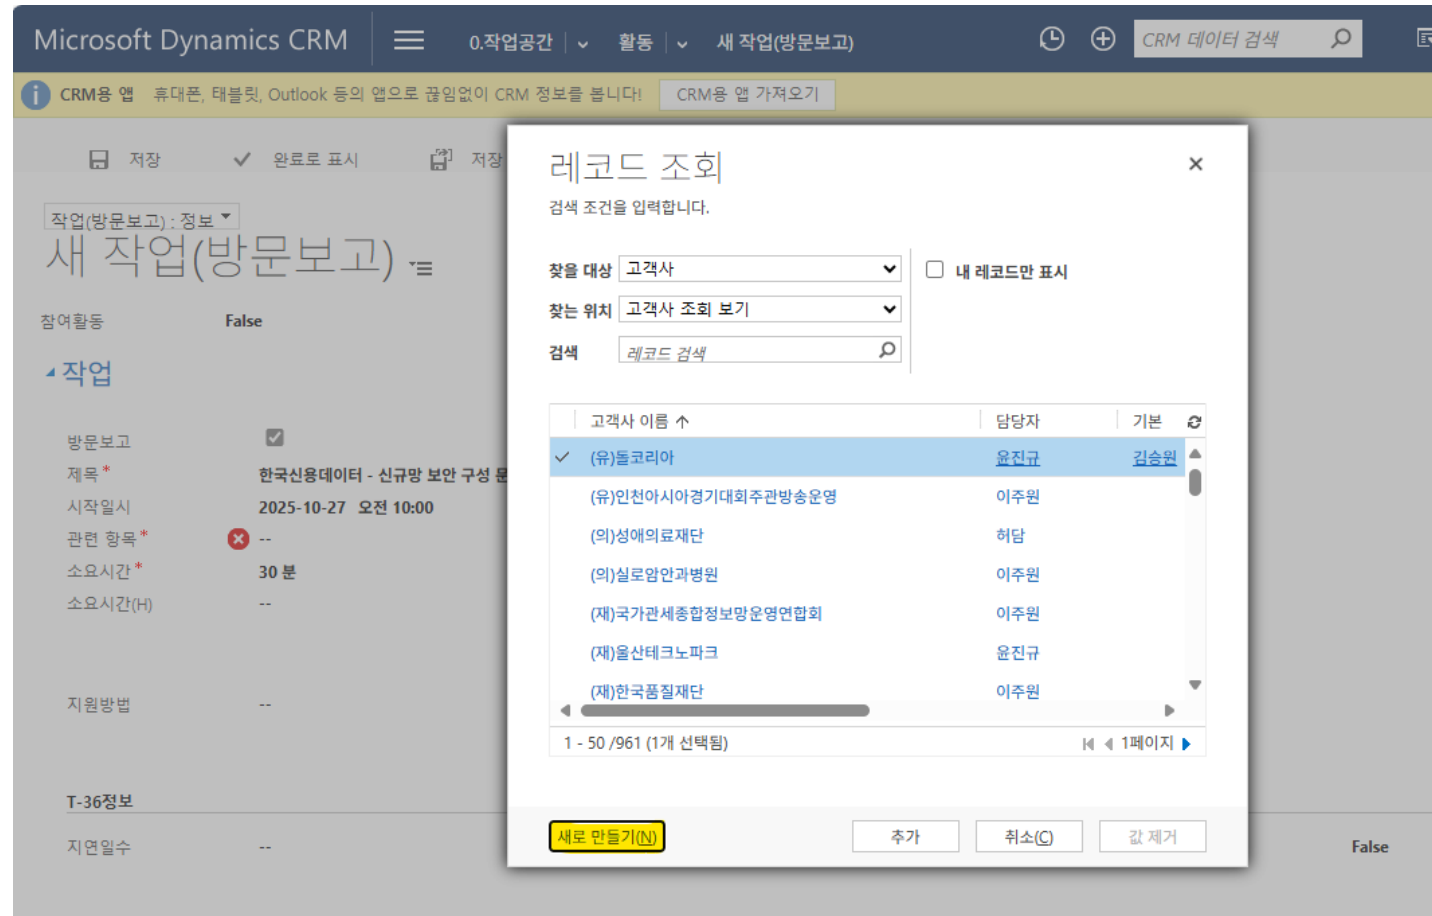 Microsoft Dynamics CRM 0.작업공간 활동 새 작업(방문보고) CRM 데이터 검색
CRM용 앱 휴대폰, 태블릿, Outlook 등의 앱으로 끊임없이 CRM 정보를 봅니다! CRM용 앱 가져오기
저장 완료로 표시 저장
작업(방문보고) : 정보
새 작업(방문보고)
참여활동 False
작업
방문보고
제목* 한국신용데이터 - 신규망 보안 구성 문
시작일시 2025-10-27 오전 10:00
관련 항목* --
소요시간* 30 분
소요시간(H) --
지원방법 --
T-36정보
지연일수 --
False
레코드 조회
검색 조건을 입력합니다.
찾을 대상 고객사 내 레코드만 표시
찾는 위치 고객사 조회 보기
검색 레코드 검색
고객사 이름 담당자 기본
(유)돌코리아 윤진규 김승원
(유)인천아시아경기대회주관방송운영 이주원
(의)성애의료재단 허담
(의)실로암안과병원 이주원
(재)국가관세종합정보망운영연합회 이주원
(재)울산테크노파크 윤진규
(재)한국품질재단 이주원
1 - 50 /961 (1개 선택됨) 1페이지
새로 만들기(N) 추가 취소(C) 값 제거